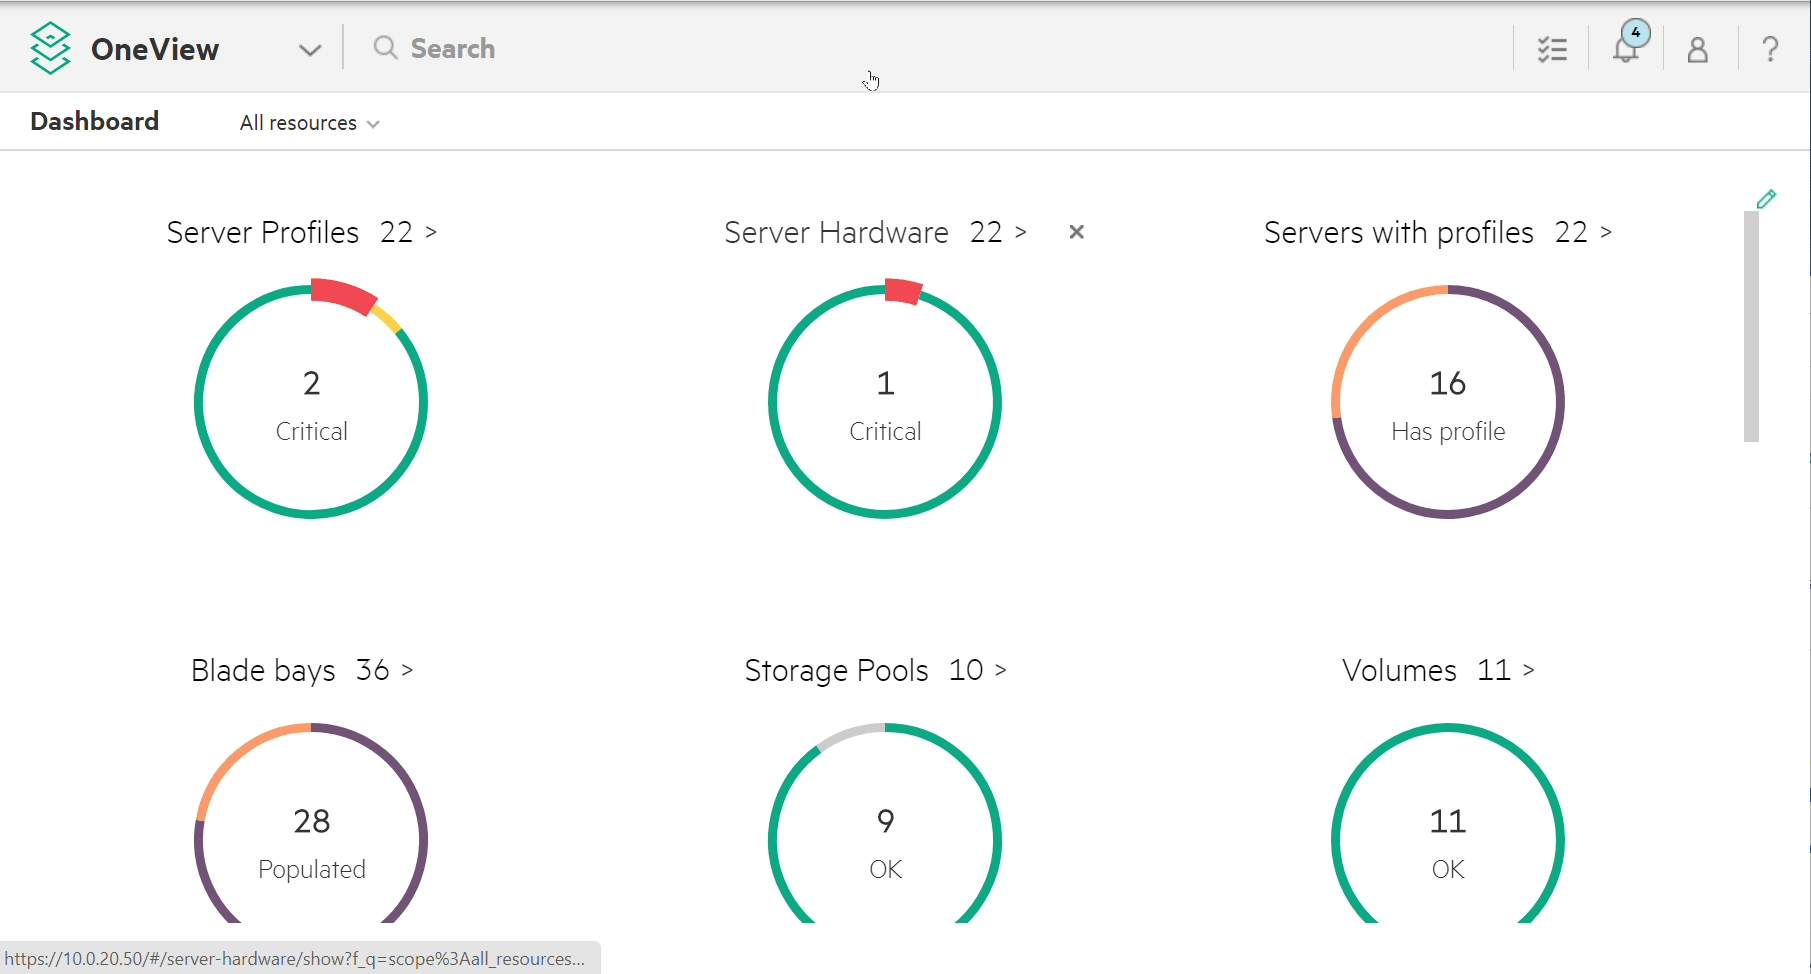 OneView
Search
4
?
Dashboard
All resources
Server Profiles 22 >
Server Hardware 22 >
Servers with profiles 22 >
2
Critical
1
Critical
16
Has profile
Blade bays 36 >
Storage Pools 10 >
Volumes 11 >
28
Populated
9
OK
11
OK
https://10.0.20.50/#/server-hardware/show?f_q=scope%3Aall_resources...